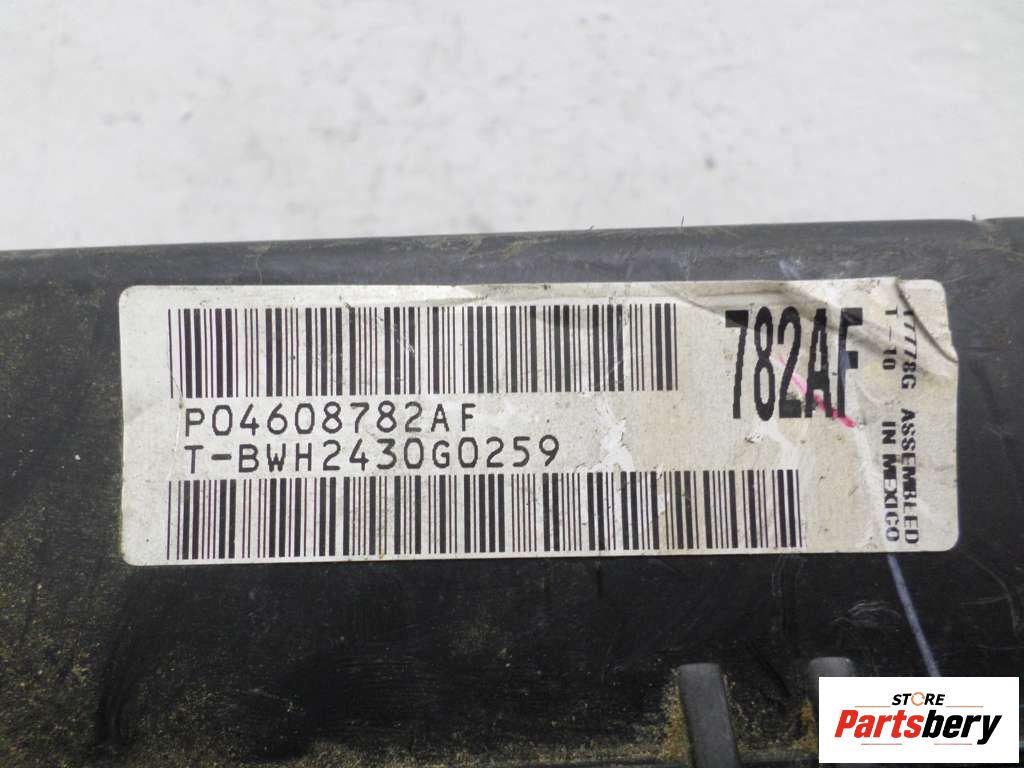 P04608782AF
T-BWH2430G0259
782AF
17778G ASSEMBLED
T-10 IN MEXICO
STORE
Partsbery